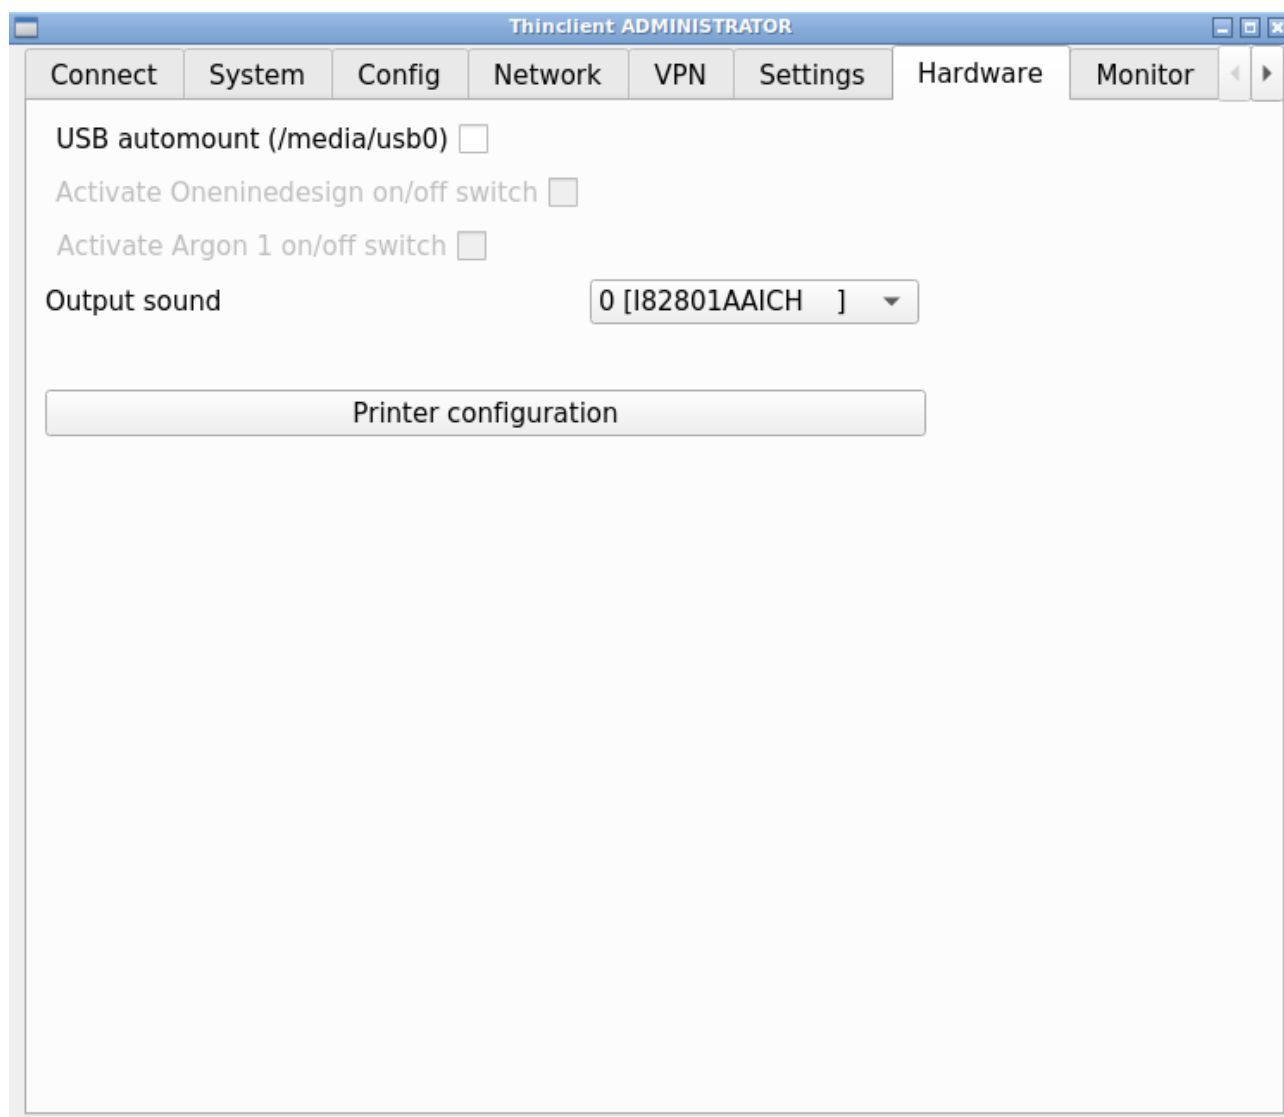 Thinclient ADMINISTRATOR
Connect System Config Network VPN Settings Hardware Monitor
USB automount (/media/usb0)
Activate Oneninedesign on/off switch
Activate Argon 1 on/off switch
Output sound 0 [I82801AAICH    ]
Printer configuration